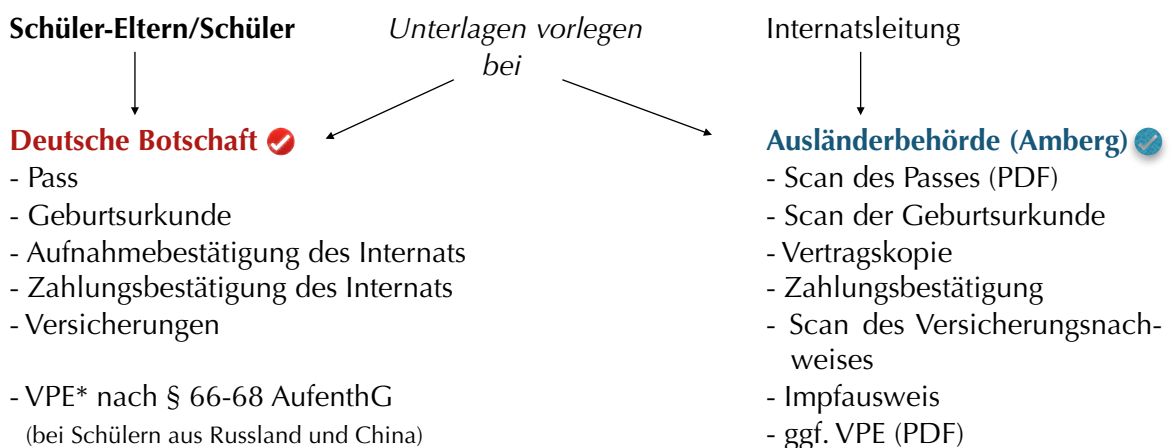 Schüler-Eltern/Schüler
Unterlagen vorlegen
bei
Internatsleitung
Deutsche Botschaft
- Pass
- Geburtsurkunde
- Aufnahmebestätigung des Internats
- Zahlungsbestätigung des Internats
- Versicherungen
- VPE* nach § 66-68 AufenthG
(bei Schülern aus Russland und China)
Ausländerbehörde (Amberg)
- Scan des Passes (PDF)
- Scan der Geburtsurkunde
- Vertragskopie
- Zahlungsbestätigung
- Scan des Versicherungsnach-
weises
- Impfausweis
- ggf. VPE (PDF)